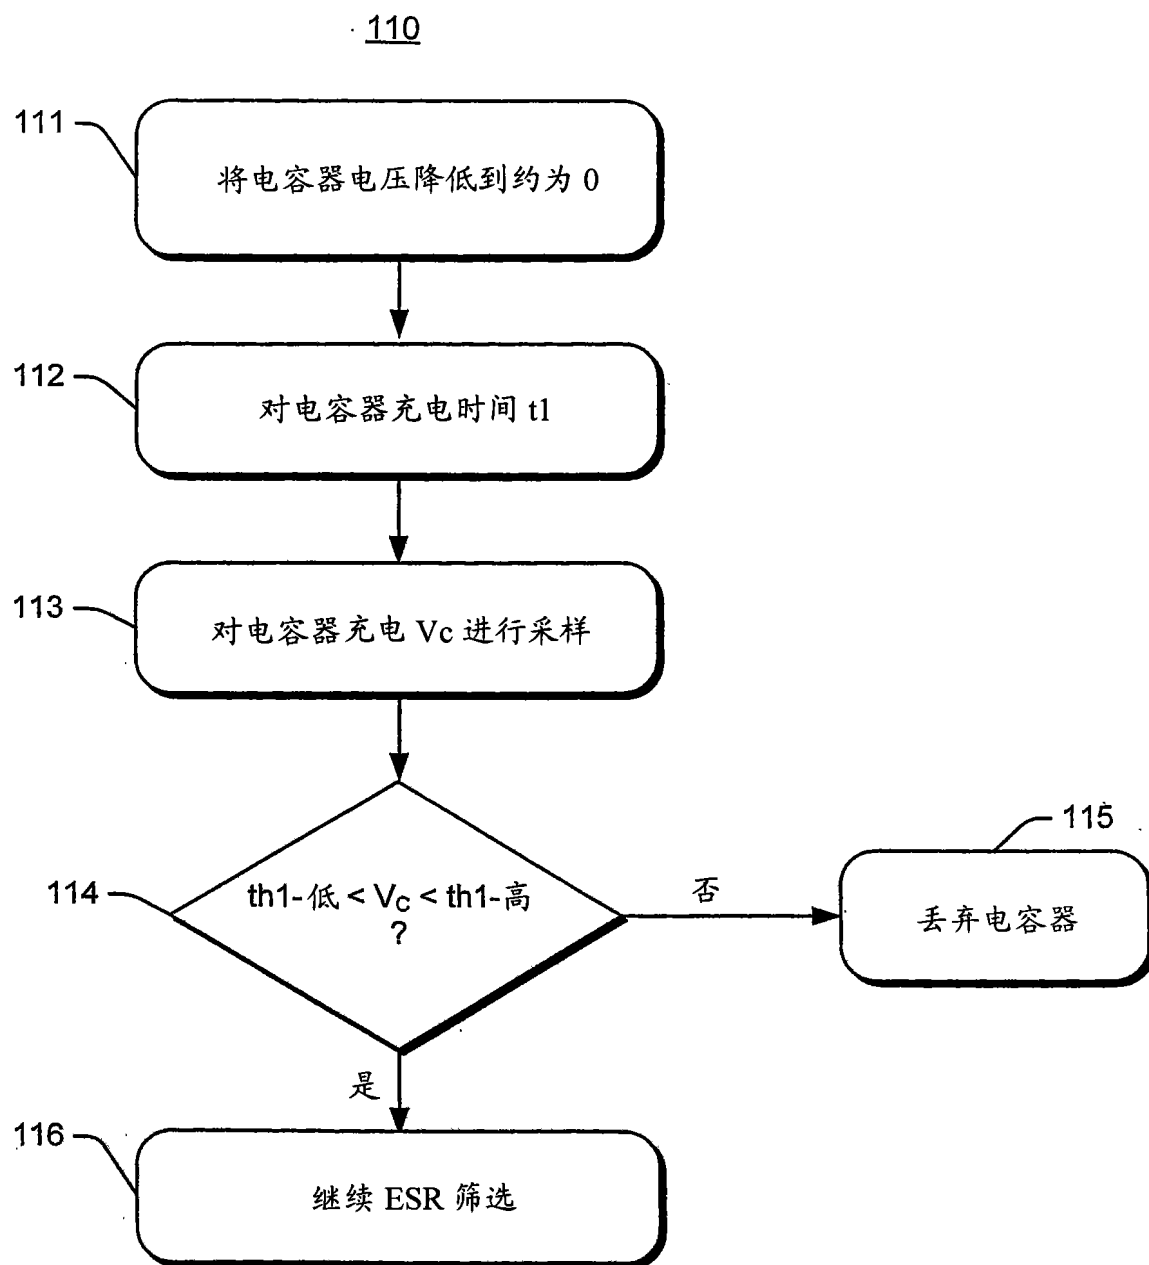 110
111
将电容器电压降低到约为 0
112
对电容器充电时间 t1
113
对电容器充电 Vc 进行采样
114
th1-低 < VC < th1-高
?
否
115
丢弃电容器
是
116
继续 ESR 筛选